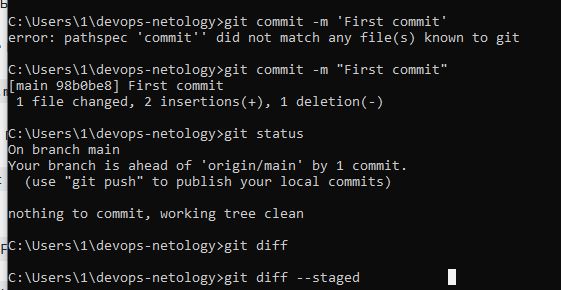 C:\Users\1\devops-netology>git commit -m 'First commit'
error: pathspec 'commit'' did not match any file(s) known to git
C:\Users\1\devops-netology>git commit -m "First commit"
[main 98b0be8] First commit
 1 file changed, 2 insertions(+), 1 deletion(-)
C:\Users\1\devops-netology>git status
On branch main
Your branch is ahead of 'origin/main' by 1 commit.
  (use "git push" to publish your local commits)
nothing to commit, working tree clean
C:\Users\1\devops-netology>git diff
C:\Users\1\devops-netology>git diff --staged